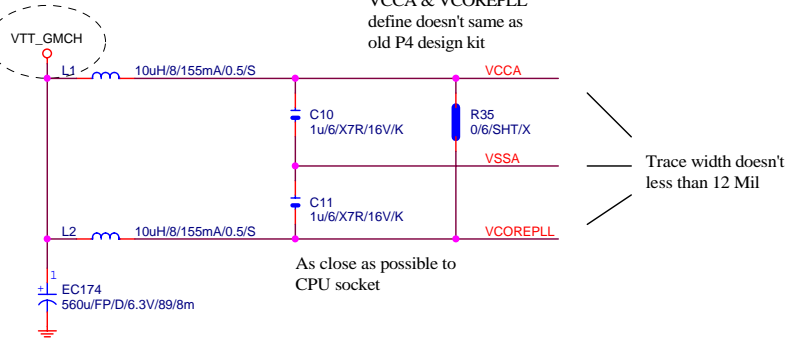 VCCA & VCOREPLL
define doesn't same as
old P4 design kit
VTT_GMCH
L1 10uH/8/155mA/0.5/S VCCA
C10
1u/6/X7R/16V/K
R35
0/6/SHT/X
VSSA
Trace width doesn't
less than 12 Mil
C11
1u/6/X7R/16V/K
L2 10uH/8/155mA/0.5/S VCOREPLL
As close as possible to
CPU socket
1
+
EC174
560u/FP/D/6.3V/89/8m